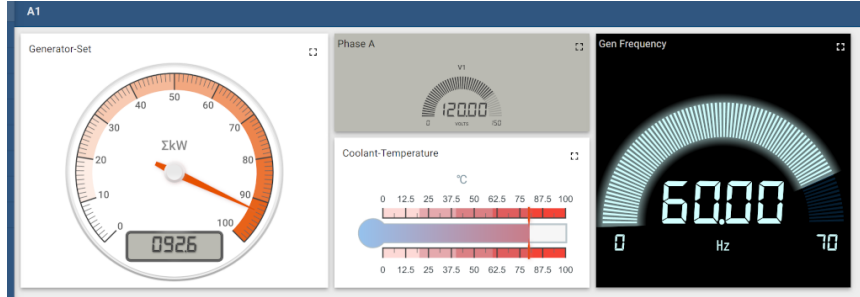 A1
Generator-Set
0
10
20
30
40
50
60
70
80
90
100
ΣkW
092.6
Phase A
V1
120.00
0 VOLTS 150
Coolant-Temperature
°C
0 12.5 25 37.5 50 62.5 75 87.5 100
0 12.5 25 37.5 50 62.5 75 87.5 100
Gen Frequency
60.00
0 Hz 70